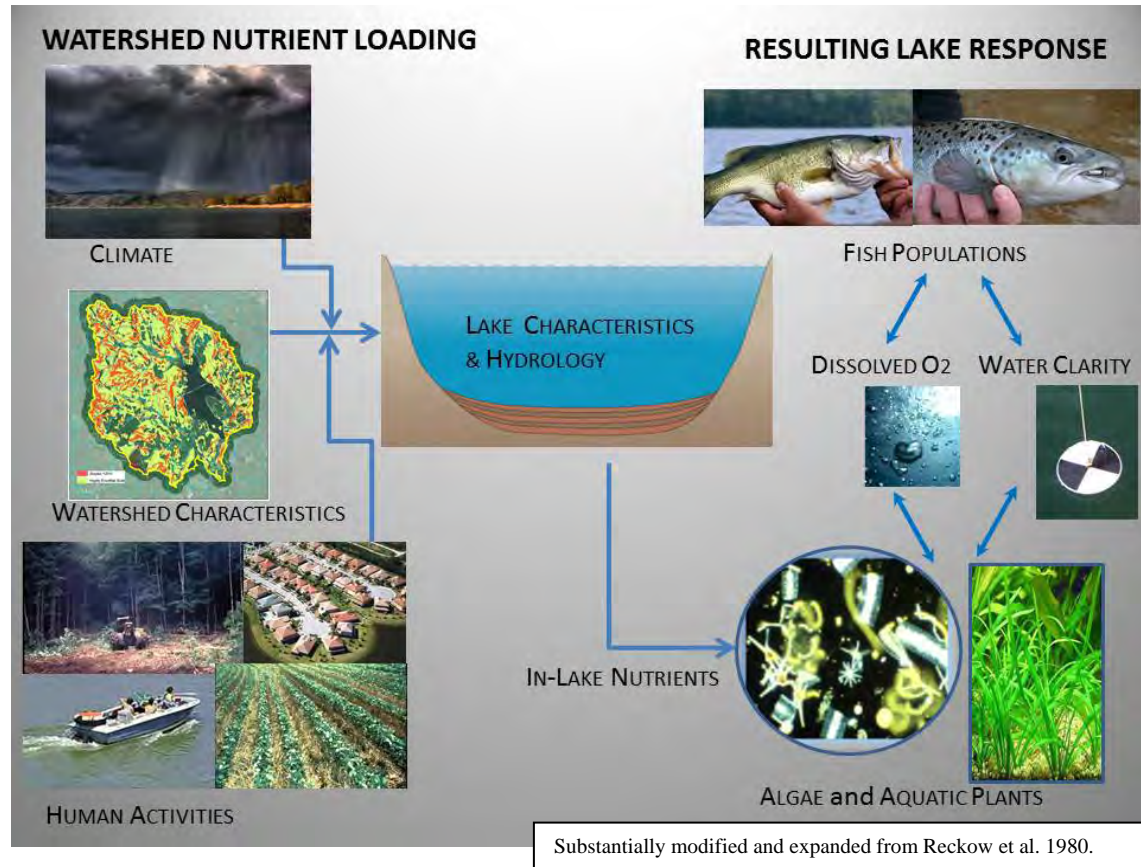 WATERSHED NUTRIENT LOADING
RESULTING LAKE RESPONSE
CLIMATE
FISH POPULATIONS
LAKE CHARACTERISTICS
& HYDROLOGY
DISSOLVED O2
WATER CLARITY
WATERSHED CHARACTERISTICS
IN-LAKE NUTRIENTS
HUMAN ACTIVITIES
ALGAE and AQUATIC PLANTS
Substantially modified and expanded from Reckow et al. 1980.